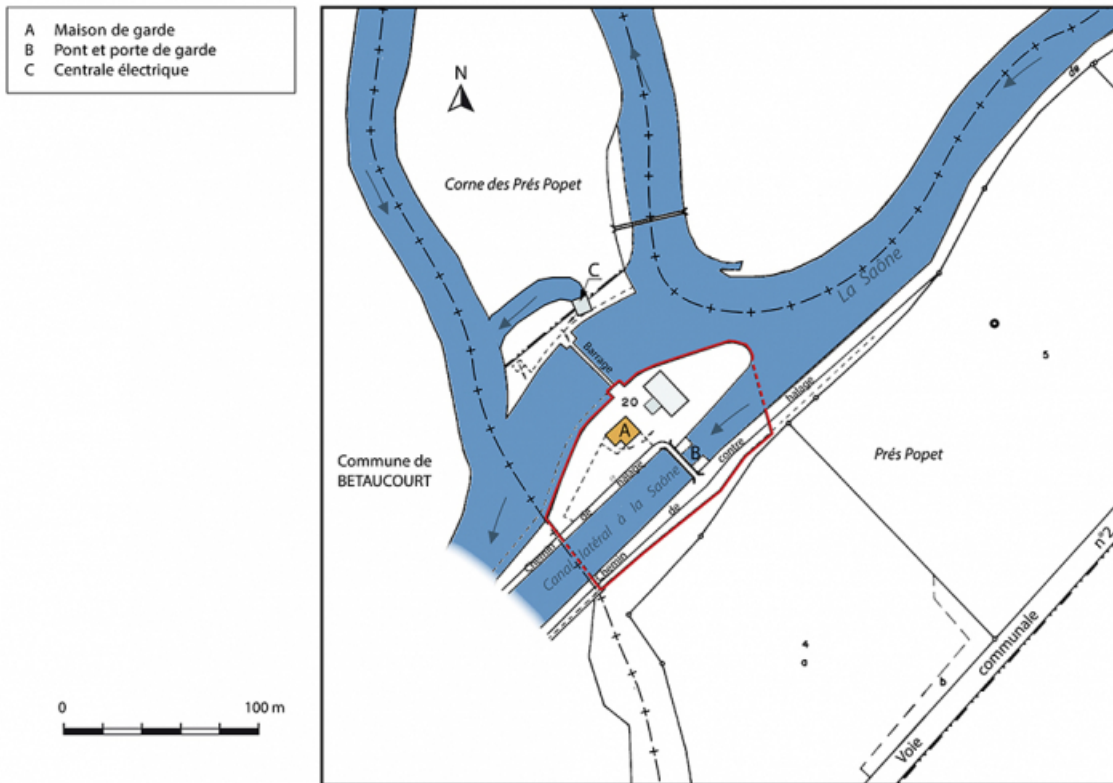 A Maison de garde
B Pont et porte de garde
C Centrale électrique
N
Corne des Prés Popet
de
La Saône
C
Barrage
5
20
A
B
halage
contre
de
Chemin
Prés Popet
Commune de
BETAUCOURT
Chemin de halage
Canal latéral à la Saône
4
a
b
Voie communale n°2
0 100 m